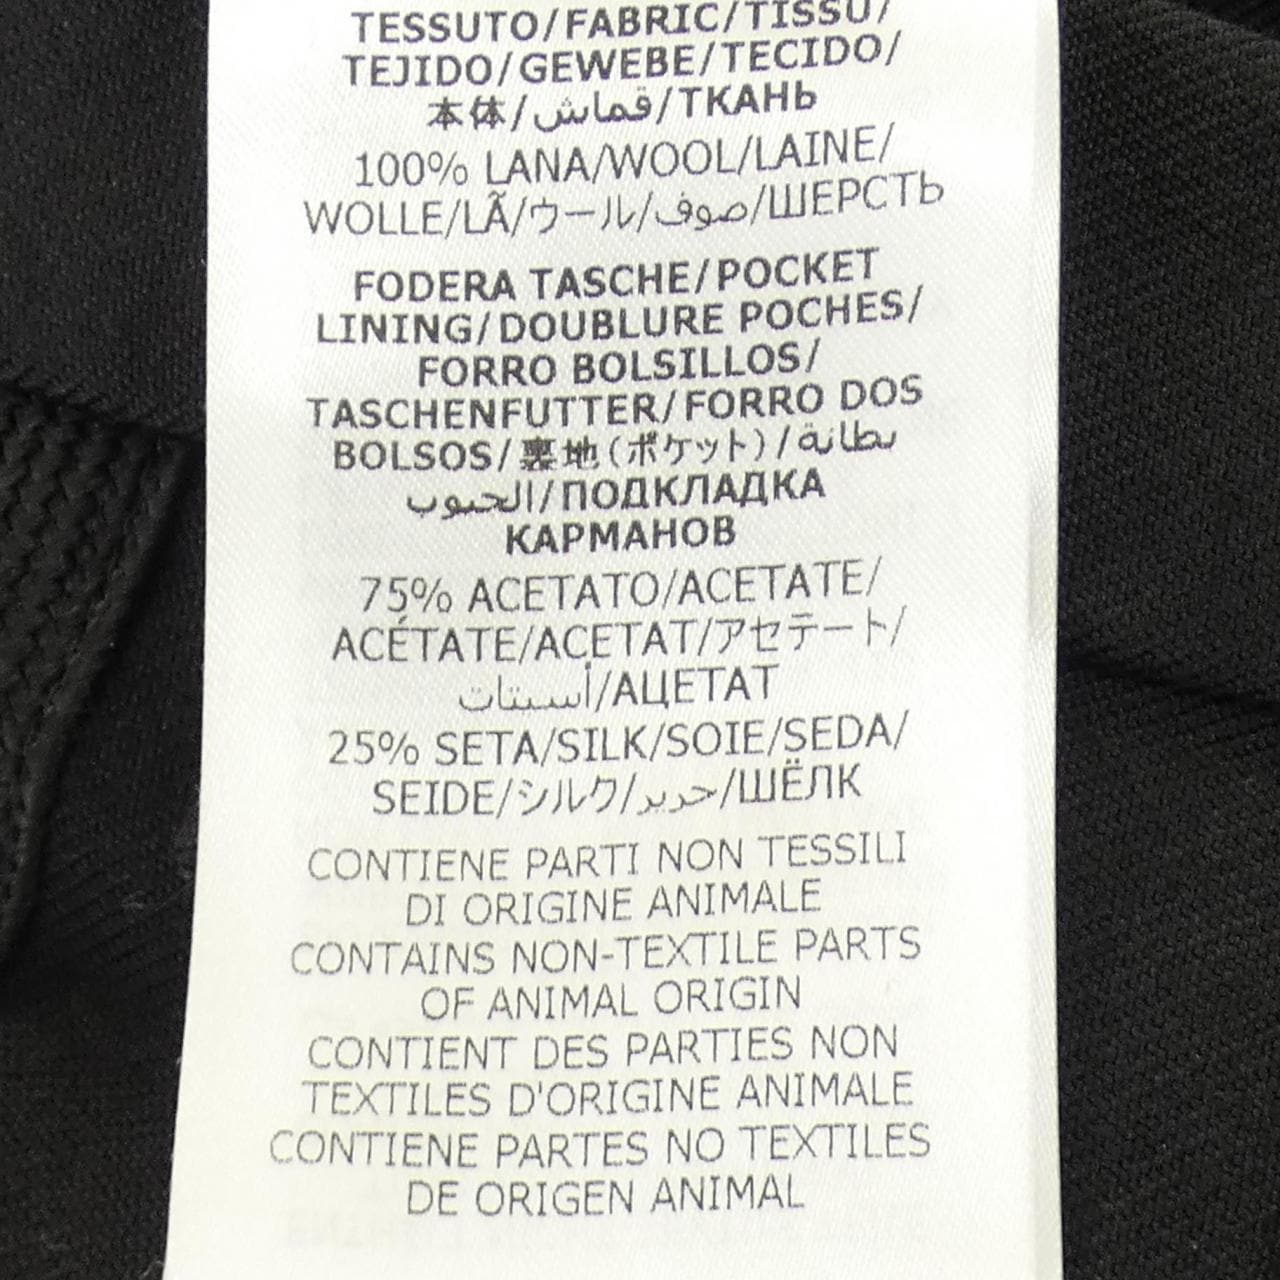 TESSUTO/FABRIC/TISSU/
TEJIDO/GEWEBE/TECIDO/
本体/قماش/ТКАНЬ
100% LANA/WOOL/LAINE/
WOLLE/LÃ/ウール/صوف/ШЕРСТЬ
FODERA TASCHE/POCKET
LINING/DOUBLURE POCHES/
FORRO BOLSILLOS/
TASCHENFUTTER/FORRO DOS
BOLSOS/裏地(ポケット)/بطانة
الجيوب/ПОДКЛАДКА
КАРМАНОВ
75% ACETATO/ACETATE/
ACÉTATE/ACETAT/アセテート/
أسيتات/АЦЕТАТ
25% SETA/SILK/SOIE/SEDA/
SEIDE/シルク/حرير/ШЁЛК
CONTIENE PARTI NON TESSILI
DI ORIGINE ANIMALE
CONTAINS NON-TEXTILE PARTS
OF ANIMAL ORIGIN
CONTIENT DES PARTIES NON
TEXTILES D'ORIGINE ANIMALE
CONTIENE PARTES NO TEXTILES
DE ORIGEN ANIMAL